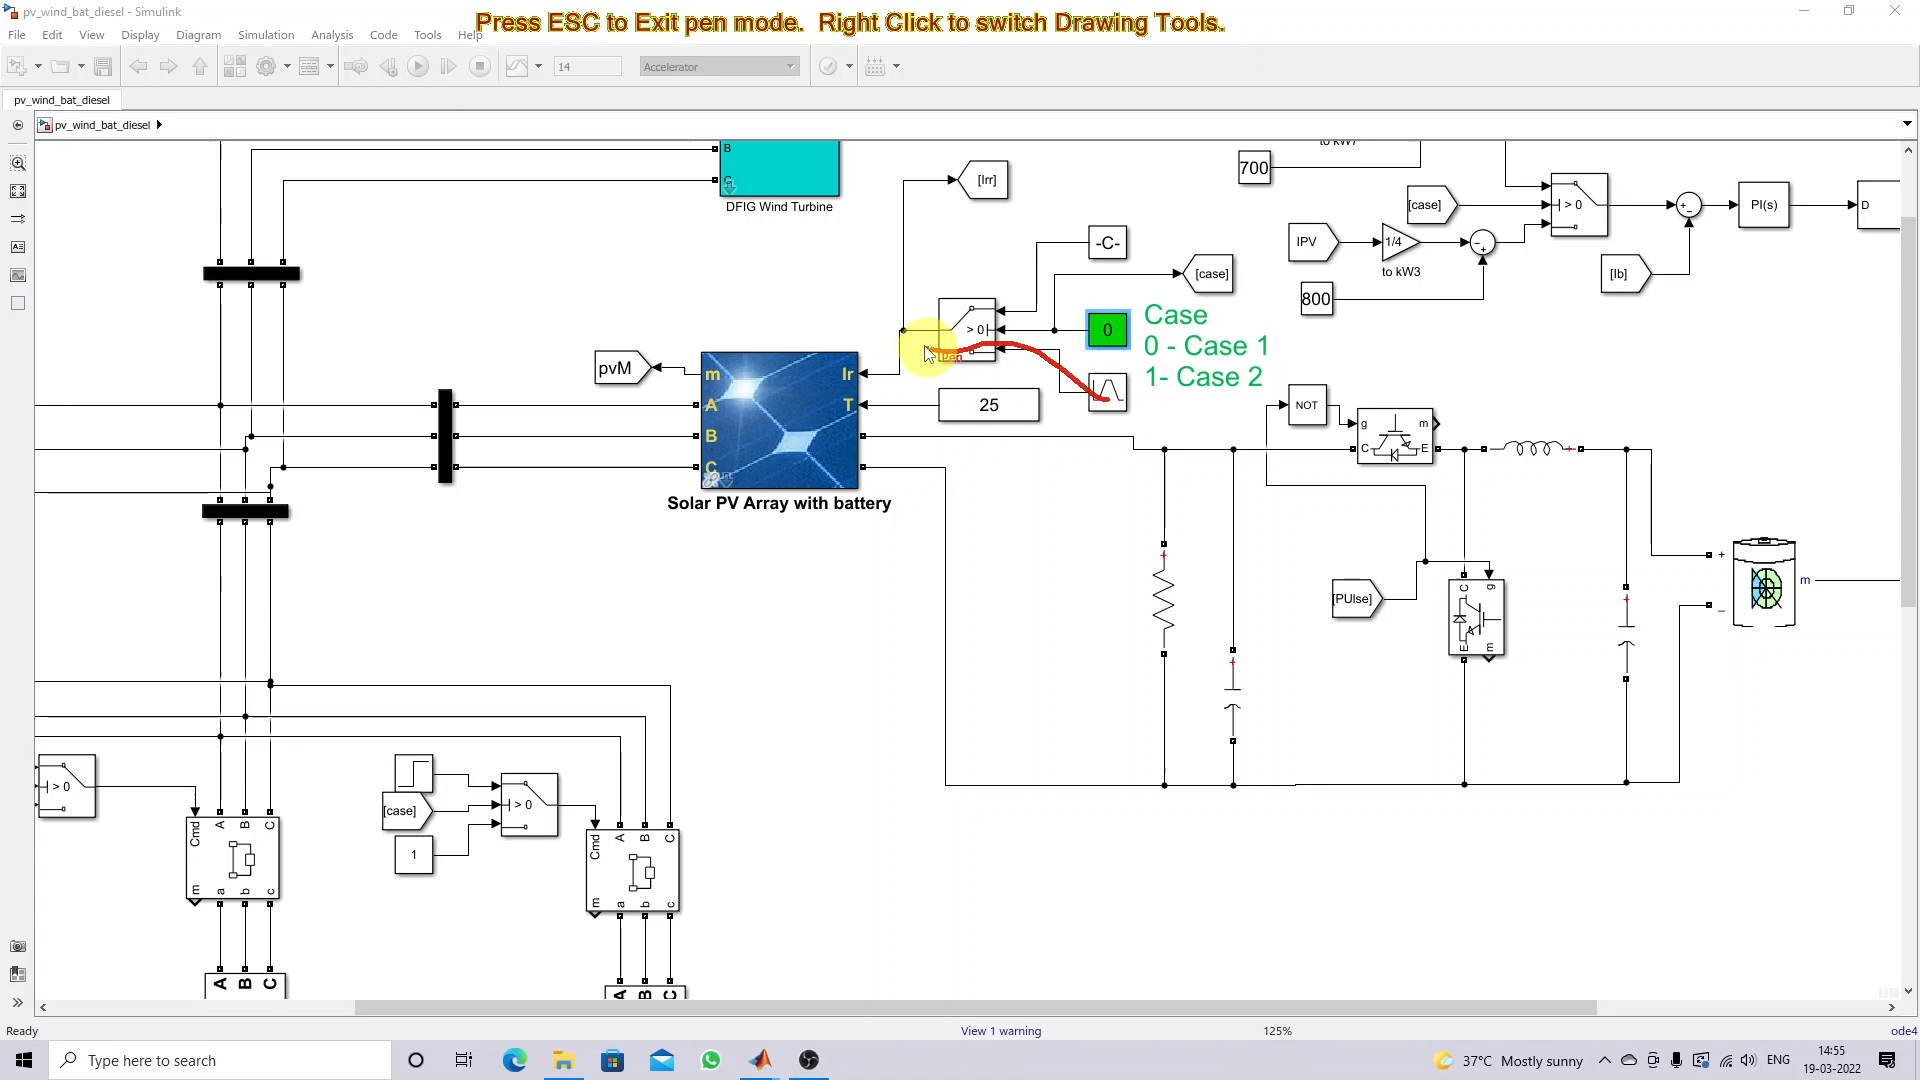 pv_wind_bat_diesel - Simulink
Press ESC to Exit pen mode. Right Click to switch Drawing Tools.
File Edit View Display Diagram Simulation Analysis Code Tools Help
14
Accelerator
pv_wind_bat_diesel
pv_wind_bat_diesel
B
C
DFIG Wind Turbine
[Irr]
700
[case]
> 0
PI(s)
D
-C-
IPV
1/4
to kW3
[Ib]
[case]
800
> 0
0
Case
0 - Case 1
1- Case 2
Pen
pvM
m
A
B
C
Ir
T
25
Solar PV Array with battery
NOT
g
m
C
E
[PUlse]
C
g
E
m
+
_
m
> 0
[case]
1
> 0
Cmd
A
B
C
m
a
b
c
Cmd
A
B
C
m
a
b
c
A B C
A B C
Ready
View 1 warning
125%
ode4
Type here to search
37°C Mostly sunny
ENG
14:55
19-03-2022